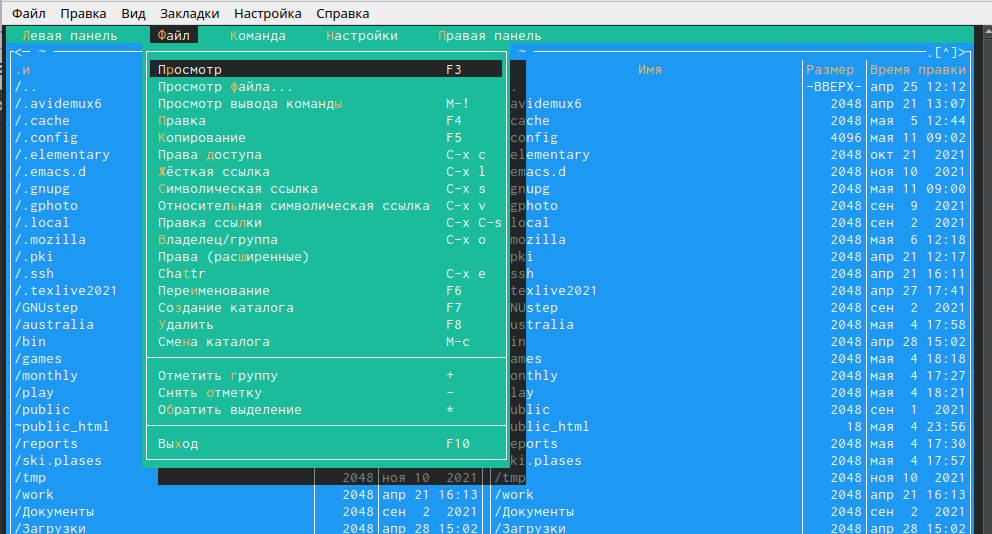 Файл Правка Вид Закладки Настройка Справка
Левая панель Файл Команда Настройки Правая панель
<— ~ ~ .[^]>
.и Просмотр F3 Имя Размер Время правки
/.. Просмотр файла... . -ВВЕРХ- апр 25 12:12
/.avidemux6 Просмотр вывода команды M-! avidemux6 2048 апр 21 13:07
/.cache Правка F4 cache 2048 мая 5 12:44
/.config Копирование F5 config 4096 мая 11 09:02
/.elementary Права доступа C-x c elementary 2048 окт 21 2021
/.emacs.d Жёсткая ссылка C-x l emacs.d 2048 ноя 10 2021
/.gnupg Символическая ссылка C-x s gnupg 2048 мая 11 09:00
/.gphoto Относительная символическая ссылка C-x v gphoto 2048 сен 9 2021
/.local Правка ссылки C-x C-s local 2048 сен 2 2021
/.mozilla Владелец/группа C-x o mozilla 2048 мая 6 12:18
/.pki Права (расширенные) pki 2048 апр 21 12:17
/.ssh Chattr C-x e ssh 2048 апр 21 16:11
/.texlive2021 Переименование F6 texlive2021 2048 апр 27 17:41
/GNUstep Создание каталога F7 NUstep 2048 сен 2 2021
/australia Удалить F8 ustralia 2048 мая 4 17:58
/bin Смена каталога M-c in 2048 апр 28 15:02
/games ames 2048 мая 4 18:18
/monthly Отметить группу + onthly 2048 мая 4 17:27
/play Снять отметку - lay 2048 мая 4 18:21
/public Обратить выделение * ublic 2048 сен 1 2021
~public_html ublic_html 18 мая 4 23:56
/reports Выход F10 eports 2048 мая 4 17:30
/ski.plases ki.plases 2048 мая 4 17:57
/tmp 2048 ноя 10 2021 /tmp 2048 ноя 10 2021
/work 2048 апр 21 16:13 /work 2048 апр 21 16:13
/Документы 2048 сен 2 2021 /Документы 2048 сен 2 2021
/Загрузки 2048 апр 28 15:02 /Загрузки 2048 апр 28 15:02